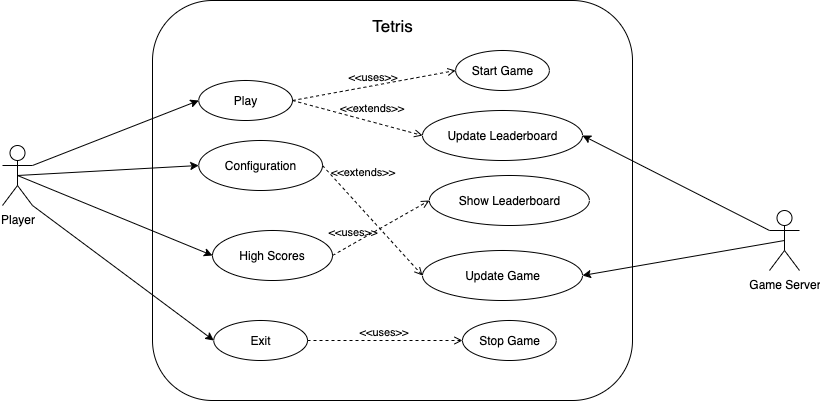 Tetris
Start Game
<<uses>>
Play
<<extends>>
Update Leaderboard
Configuration
<<extends>>
Show Leaderboard
Player
<<uses>>
High Scores
Update Game
Game Server
<<uses>>
Exit
Stop Game